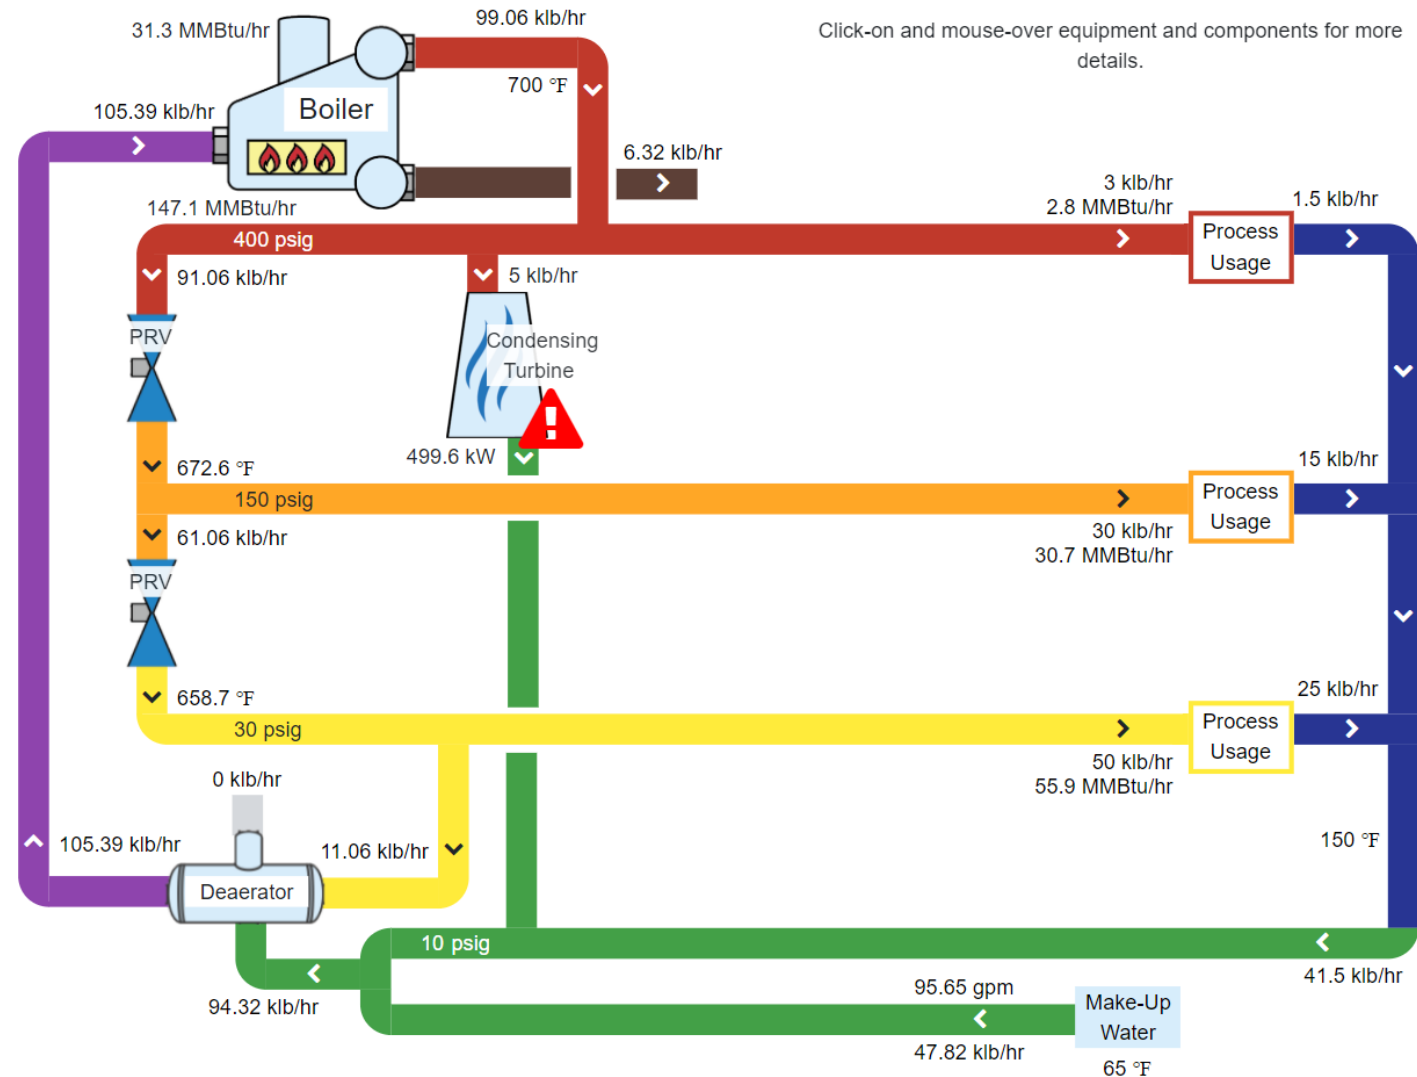 99.06 klb/hr
31.3 MMBtu/hr
Click-on and mouse-over equipment and components for more
details.
700 °F
105.39 klb/hr
Boiler
6.32 klb/hr
147.1 MMBtu/hr
3 klb/hr
2.8 MMBtu/hr
1.5 klb/hr
400 psig
Process
Usage
91.06 klb/hr
5 klb/hr
PRV
Condensing
Turbine
!
499.6 kW
672.6 °F
15 klb/hr
150 psig
Process
Usage
61.06 klb/hr
30 klb/hr
30.7 MMBtu/hr
PRV
658.7 °F
25 klb/hr
30 psig
Process
Usage
50 klb/hr
55.9 MMBtu/hr
0 klb/hr
105.39 klb/hr
11.06 klb/hr
150 °F
Deaerator
10 psig
41.5 klb/hr
94.32 klb/hr
95.65 gpm
Make-Up
Water
47.82 klb/hr
65 °F